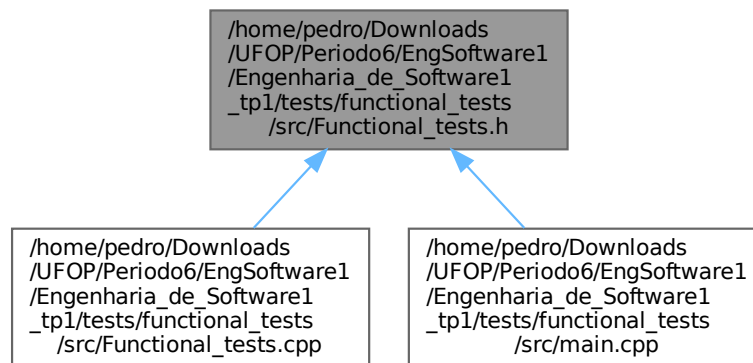 /home/pedro/Downloads
/UFOP/Periodo6/EngSoftware1
/Engenharia_de_Software1
_tp1/tests/functional_tests
/src/Functional_tests.h
/home/pedro/Downloads
/UFOP/Periodo6/EngSoftware1
/Engenharia_de_Software1
_tp1/tests/functional_tests
/src/Functional_tests.cpp
/home/pedro/Downloads
/UFOP/Periodo6/EngSoftware1
/Engenharia_de_Software1
_tp1/tests/functional_tests
/src/main.cpp